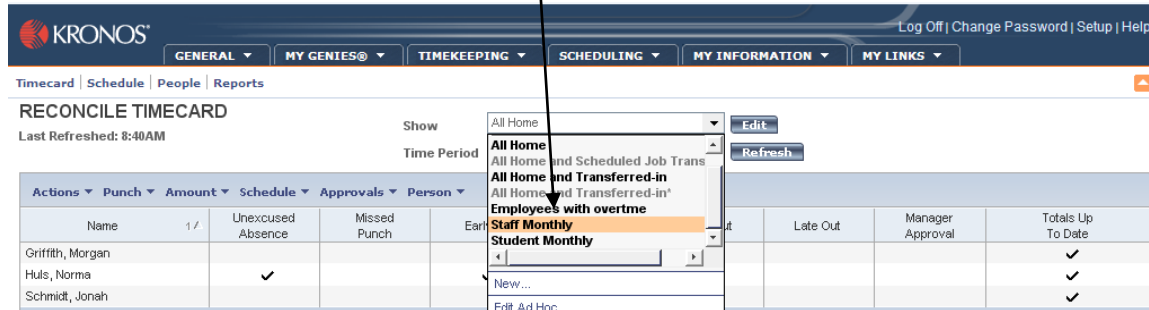 KRONOS®
Log Off | Change Password | Setup | Help
GENERAL MY GENIES® TIMEKEEPING SCHEDULING MY INFORMATION MY LINKS
Timecard | Schedule | People | Reports
RECONCILE TIMECARD
Last Refreshed: 8:40AM
Show All Home Edit
Time Period Refresh
All Home
All Home and Scheduled Job Trans
All Home and Transferred-in
All Home and Transferred-in*
Employees with overtme
Staff Monthly
Student Monthly
New...
Edit Ad Hoc
Actions Punch Amount Schedule Approvals Person
Name 1/ Unexcused Absence Missed Punch Early Late Out Manager Approval Totals Up To Date
Griffith, Morgan ✓
Huls, Norma ✓ ✓
Schmidt, Jonah ✓